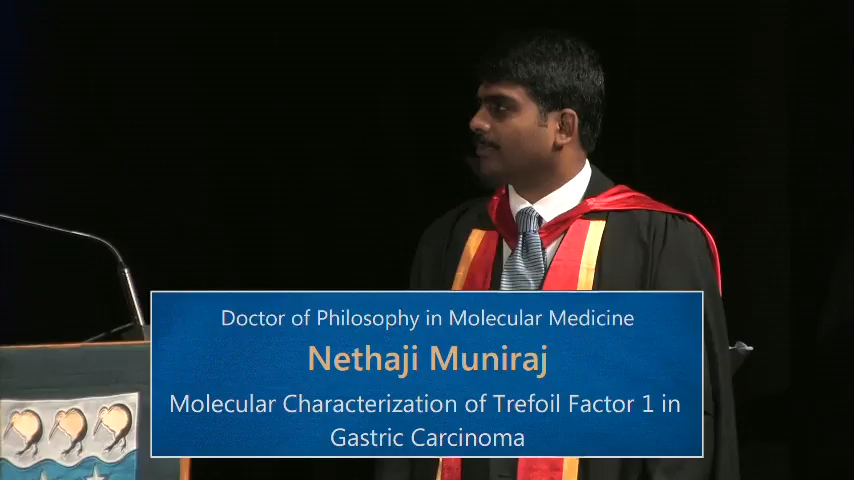 Doctor of Philosophy in Molecular Medicine
Nethaji Muniraj
Molecular Characterization of Trefoil Factor 1 in
Gastric Carcinoma